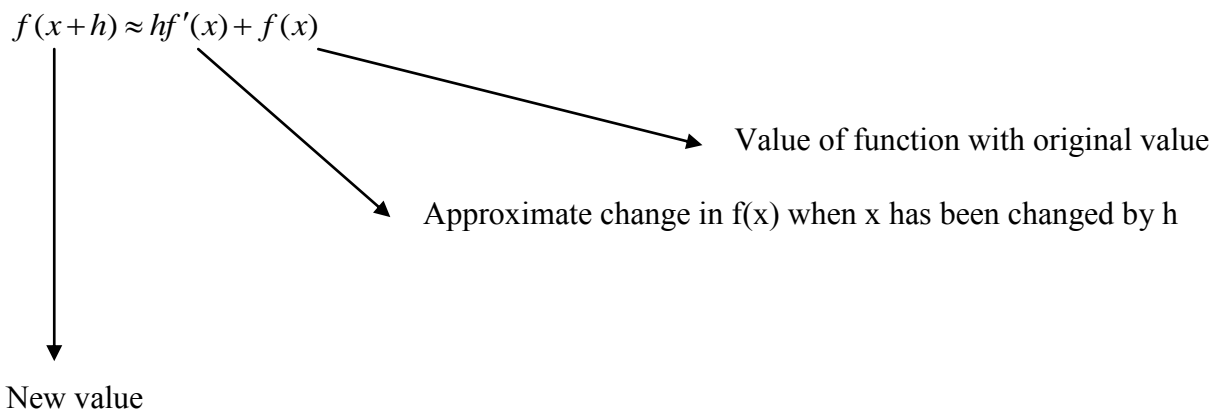 f(x+h) ≈ hf′(x) + f(x)
Value of function with original value
Approximate change in f(x) when x has been changed by h
New value